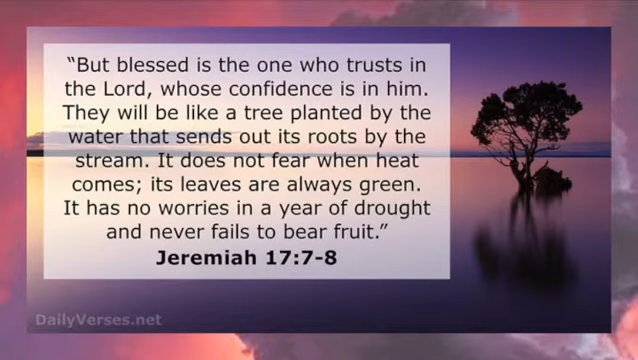 “But blessed is the one who trusts in
the Lord, whose confidence is in him.
They will be like a tree planted by the
water that sends out its roots by the
stream. It does not fear when heat
comes; its leaves are always green.
It has no worries in a year of drought
and never fails to bear fruit.”
Jeremiah 17:7-8
DailyVerses.net